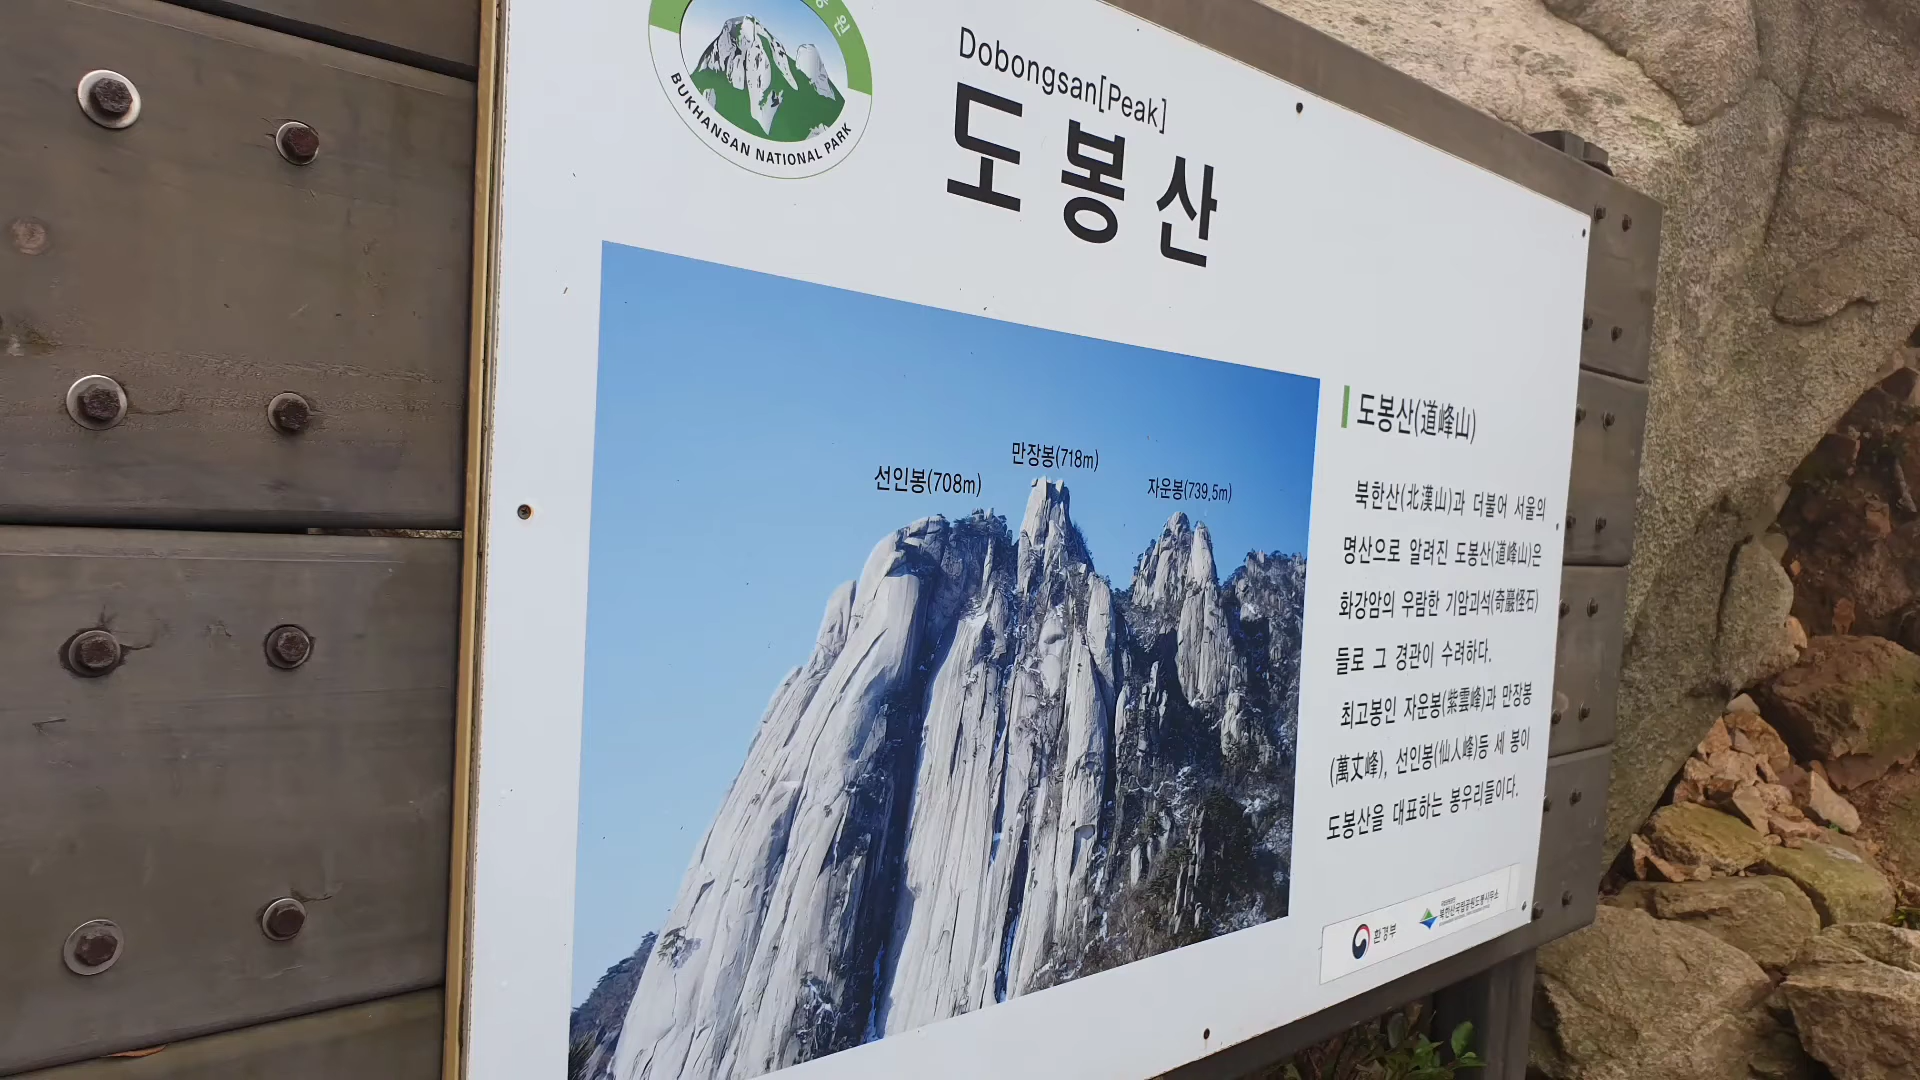 원
BUKHANSAN NATIONAL PARK
Dobongsan[Peak]
도봉산
만장봉(718m)
선인봉(708m)
자운봉(739.5m)
도봉산(道峰山)
북한산(北漢山)과 더불어 서울의
명산으로 알려진 도봉산(道峰山)은
화강암의 우람한 기암괴석(奇巖怪石)
들로 그 경관이 수려하다.
최고봉인 자운봉(紫雲峰)과 만장봉
(萬丈峰), 선인봉(仙人峰)등 세 봉이
도봉산을 대표하는 봉우리들이다.
환경부
북한산국립공원도봉사무소